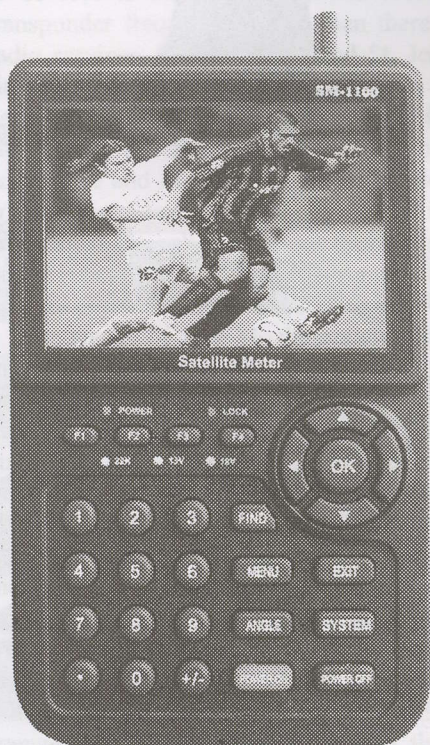 SM-1100
Satellite Meter
POWER LOCK
F1 F2 F3 F4
22K 13V 18V
OK
1 2 3 FIND
4 5 6 MENU EXIT
7 8 9 ANGLE SYSTEM
* 0 +/- POWER ON POWER OFF